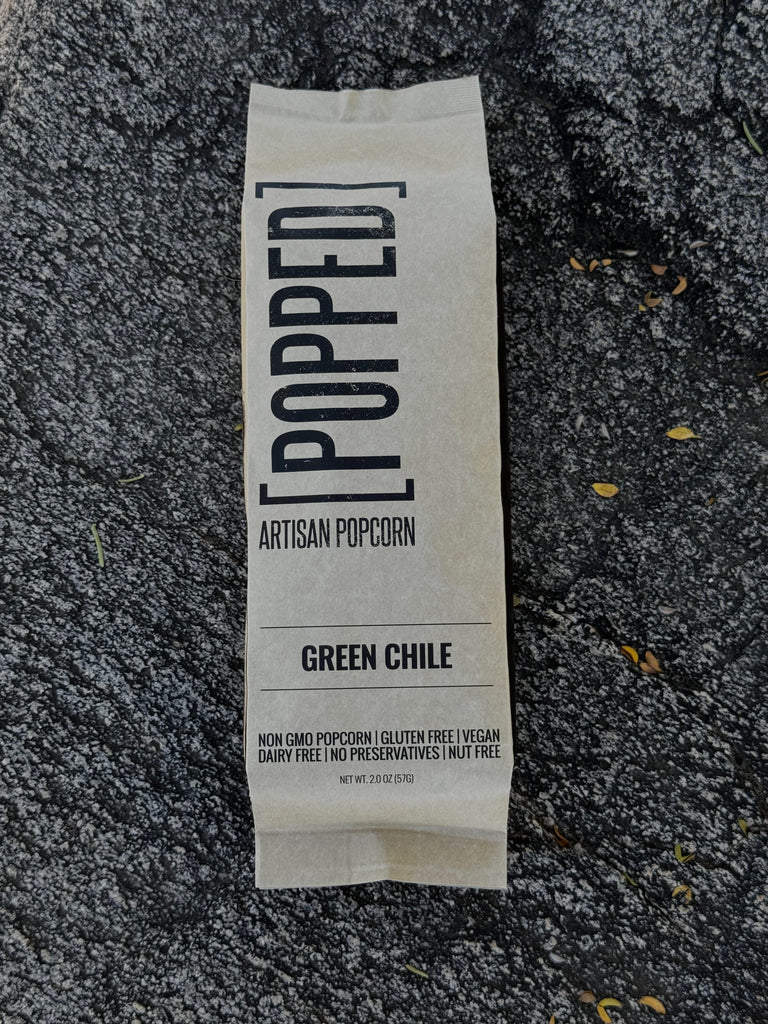 [POPPED]
ARTISAN POPCORN
GREEN CHILE
NON GMO POPCORN | GLUTEN FREE | VEGAN
DAIRY FREE | NO PRESERVATIVES | NUT FREE
NET WT. 2.0 OZ (57G)